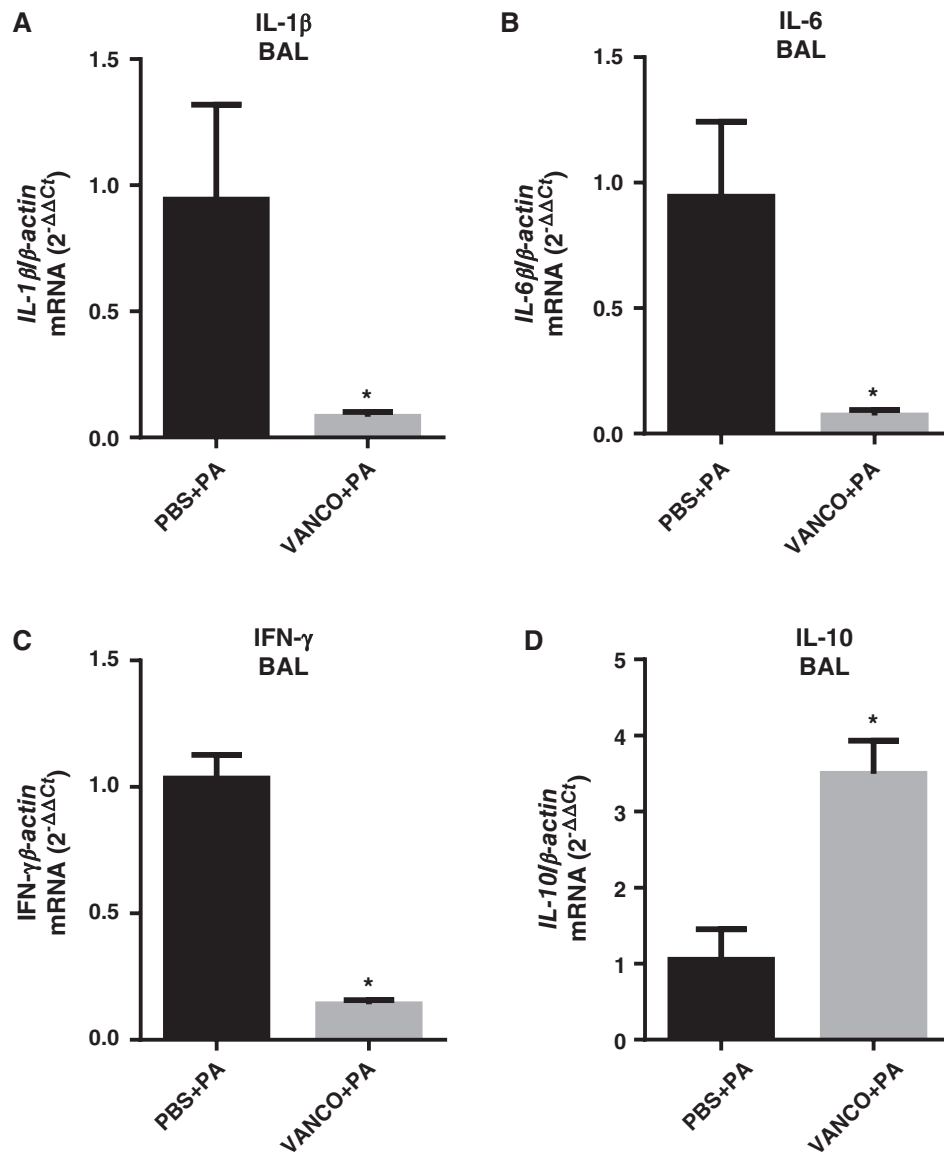 A
IL-1β
BAL
IL-1β/β-actin
mRNA (2-ΔΔCt)
1.5
1.0
0.5
0.0
*
PBS+PA
VANCO+PA
B
IL-6
BAL
IL-6β/β-actin
mRNA (2-ΔΔCt)
1.5
1.0
0.5
0.0
*
PBS+PA
VANCO+PA
C
IFN-γ
BAL
IFN-γβ-actin
mRNA (2-ΔΔCt)
1.5
1.0
0.5
0.0
*
PBS+PA
VANCO+PA
D
IL-10
BAL
IL-10/β-actin
mRNA (2-ΔΔCt)
5
4
3
2
1
0
*
PBS+PA
VANCO+PA